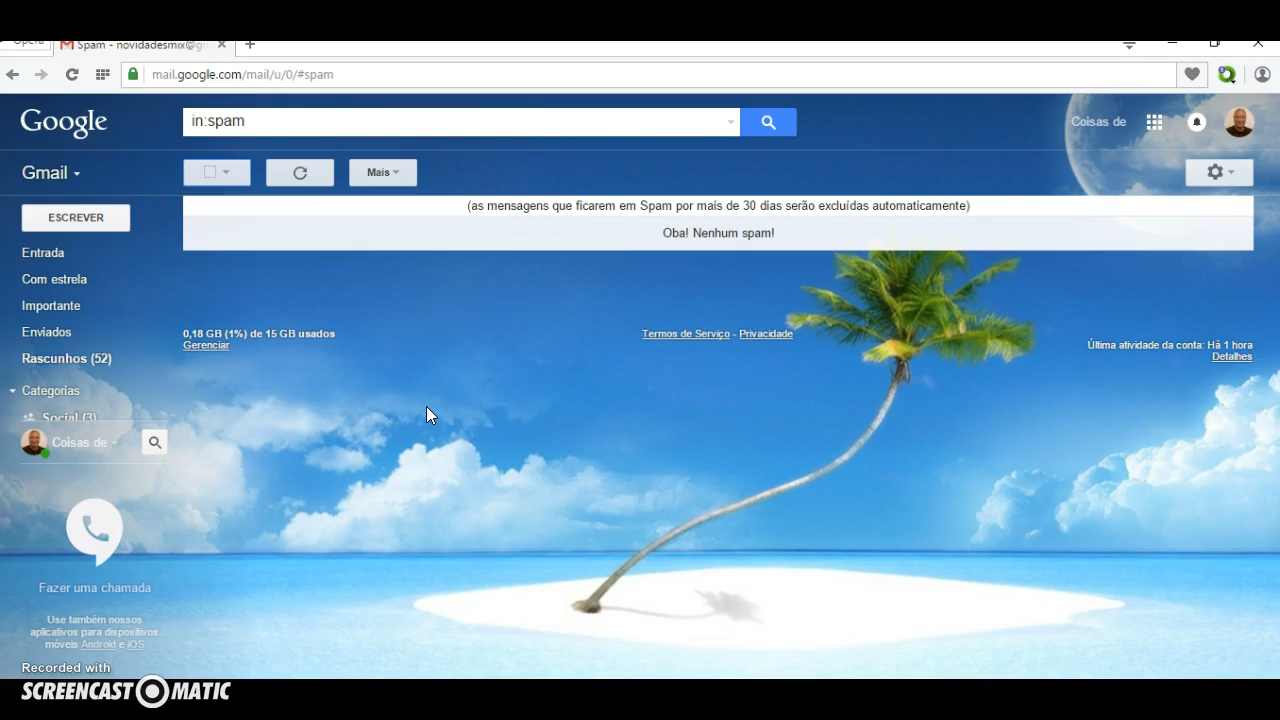 Opera
Spam - novidadesmix@g
mail.google.com/mail/u/0/#spam
Google
in:spam
Coisas de
Gmail
Mais
ESCREVER
(as mensagens que ficarem em Spam por mais de 30 dias serão excluídas automaticamente)
Oba! Nenhum spam!
Entrada
Com estrela
Importante
Enviados
Rascunhos (52)
Categorias
Social (3)
Coisas de
0,18 GB (1%) de 15 GB usados
Gerenciar
Termos de Serviço - Privacidade
Última atividade da conta: Há 1 hora
Detalhes
Fazer uma chamada
Use também nossos
aplicativos para dispositivos
móveis Android e iOS
Recorded with
SCREENCAST MATIC